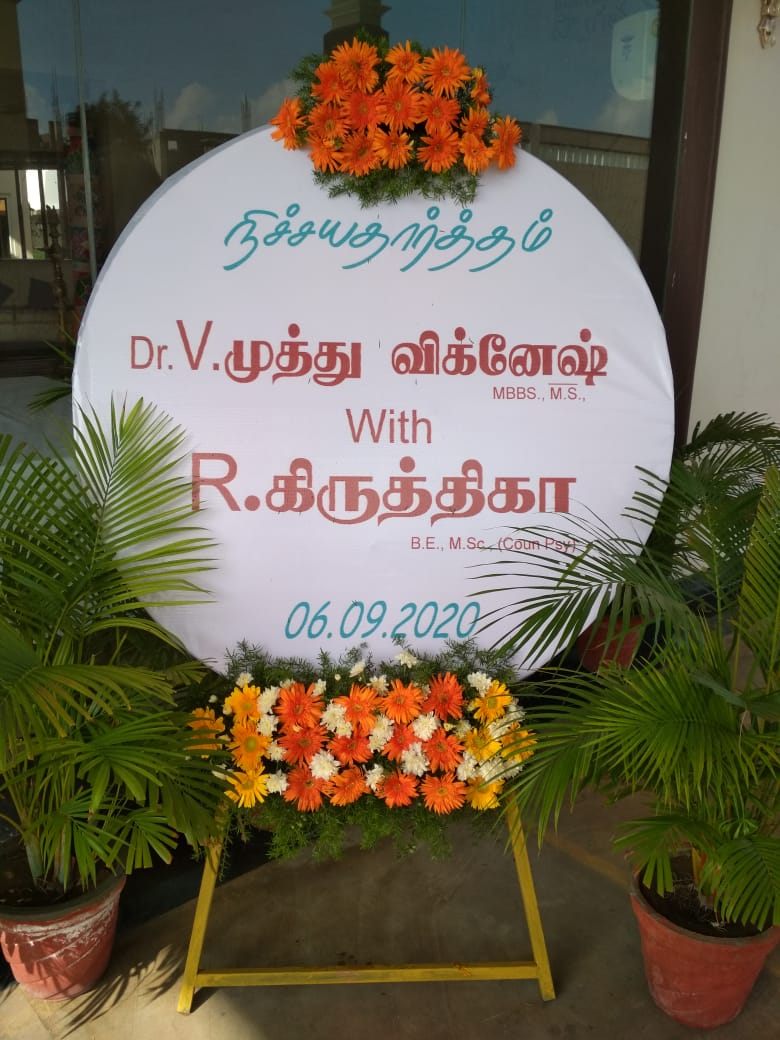 நிச்சயதார்த்தம்
Dr. V.முத்து விக்னேஷ்
MBBS., M.S.,
With
R.கிருத்திகா
B.E., M.Sc., (Coun Psy)
06.09.2020